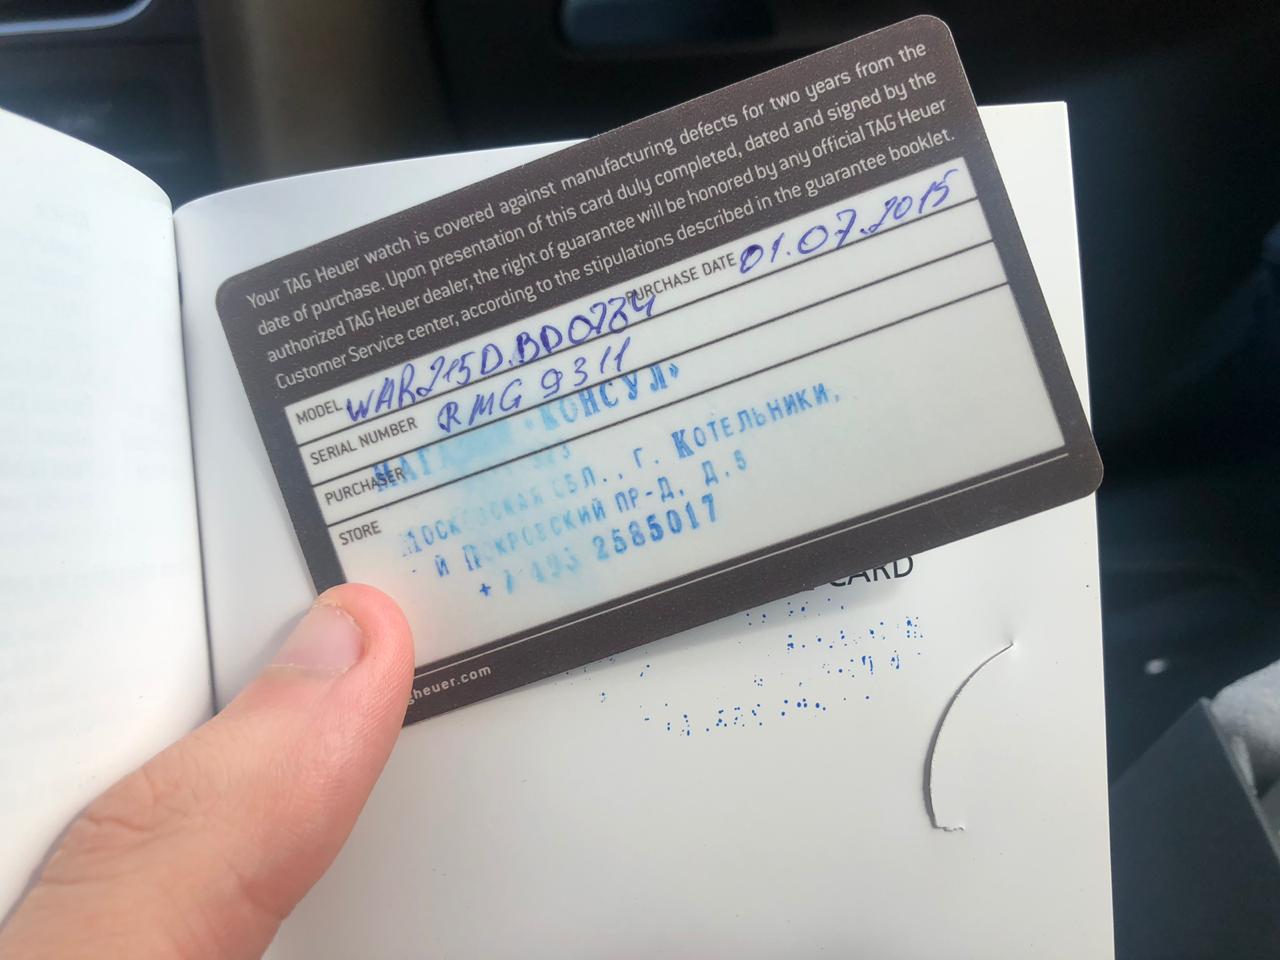 Your TAG Heuer watch is covered against manufacturing defects for two years from the
date of purchase. Upon presentation of this card duly completed, dated and signed by the
authorized TAG Heuer dealer, the right of guarantee will be honored by any official TAG Heuer
Customer Service center, according to the stipulations described in the guarantee booklet.
MODEL WAR215D.BD0784 PURCHASE DATE 01.07.2015
SERIAL NUMBER RMG 9311
PURCHASER «КОНСУЛ»
STORE
МОСКОВСКАЯ ОБЛ., Г. КОТЕЛЬНИКИ,
Й ПОКРОВСКИЙ ПР-Д, Д.5
+7 495 2585017
gheuer.com
CARD